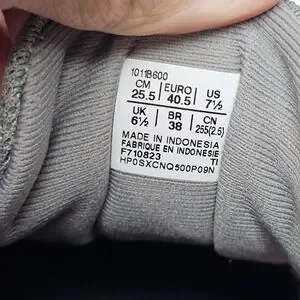 1011B600
CM EURO US
25.5 40.5 7½
UK BR CN
6½ 38 255(2.5)
MADE IN INDONESIA
FABRIQUE EN INDONESIE
F710823 TI
HP0SXCNQ500P09N